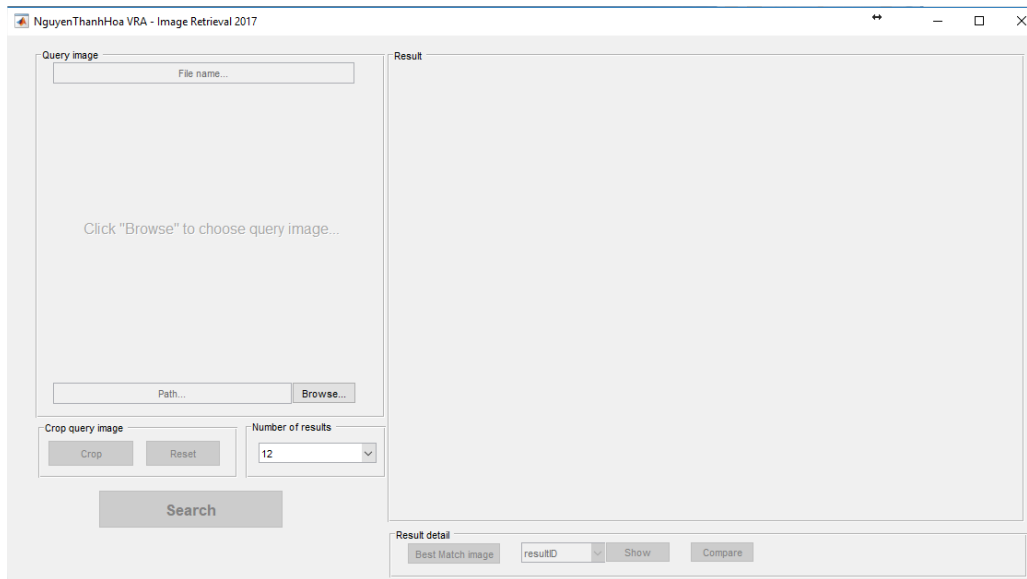 NguyenThanhHoa VRA - Image Retrieval 2017
Query image
File name...
Click "Browse" to choose query image...
Path...
Browse...
Crop query image
Crop
Reset
Number of results
12
Search
Result
Result detail
Best Match image
resultID
Show
Compare